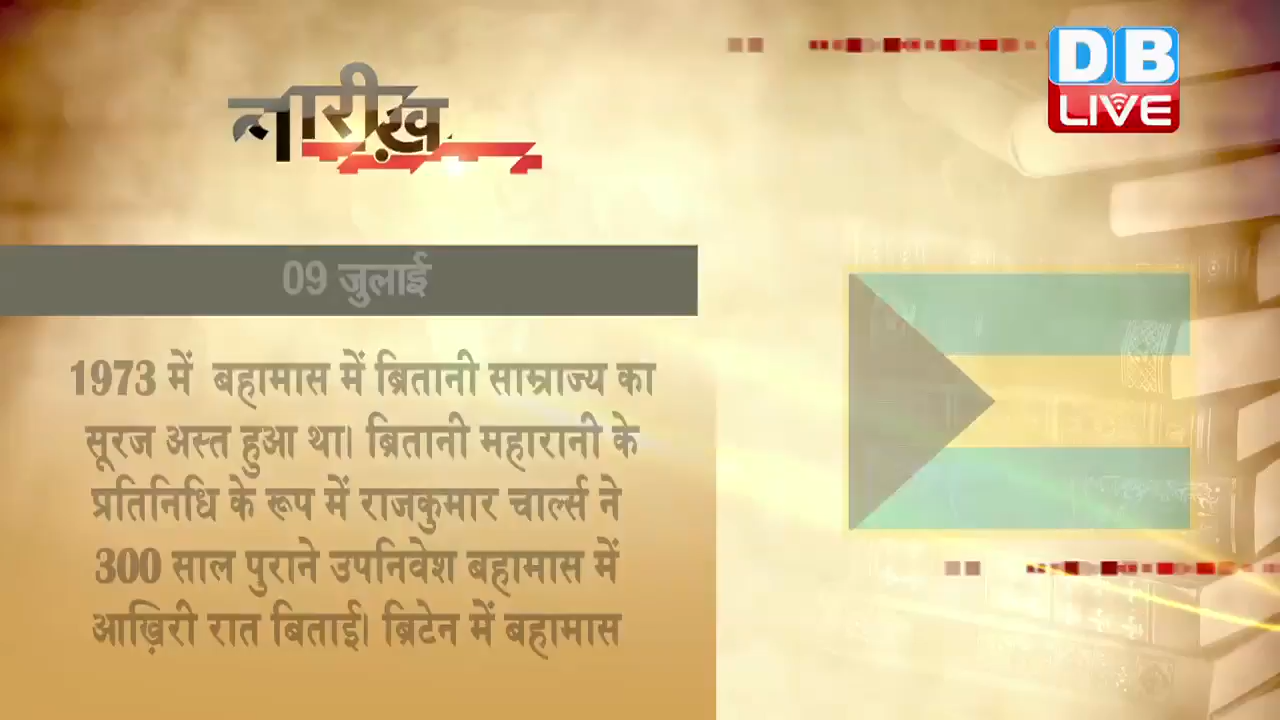 तारीख़
DB
LIVE
09 जुलाई
1973 में बहामास में ब्रितानी साम्राज्य का
सूरज अस्त हुआ था। ब्रितानी महारानी के
प्रतिनिधि के रूप में राजकुमार चार्ल्स ने
300 साल पुराने उपनिवेश बहामास में
आख़िरी रात बिताई। ब्रिटेन में बहामास